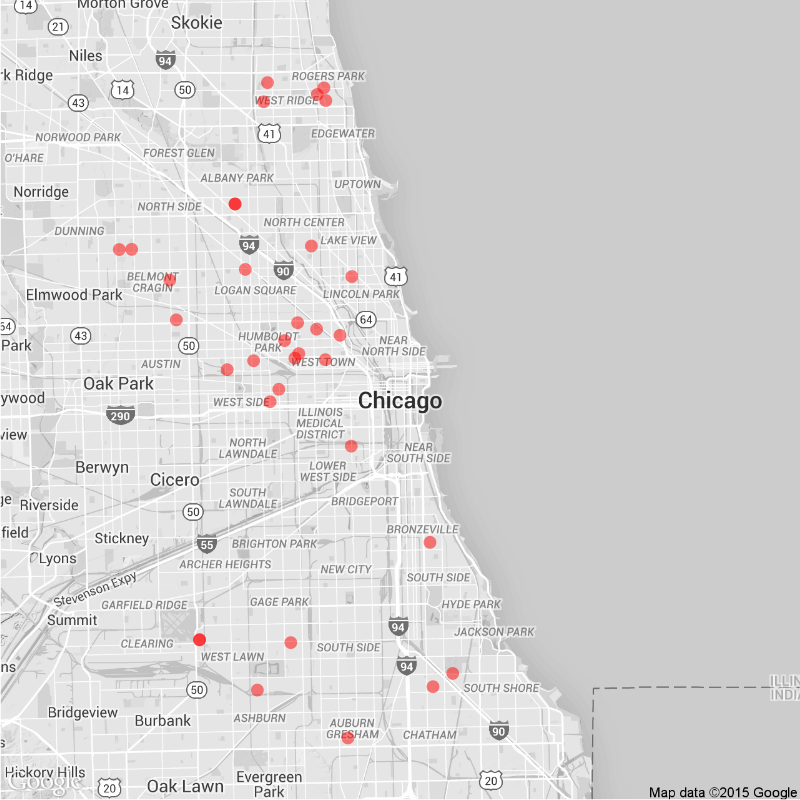 14
Morton Grove
21
Skokie
Niles
94
rk Ridge
ROGERS PARK
14
50
43
WEST RIDGE
41
EDGEWATER
NORWOOD PARK
FOREST GLEN
O'HARE
ALBANY PARK
UPTOWN
Norridge
NORTH SIDE
NORTH CENTER
DUNNING
94
LAKE VIEW
90
41
BELMONT
CRAGIN
LOGAN SQUARE
LINCOLN PARK
Elmwood Park
64
64
Park
50
HUMBOLDT
PARK
NEAR
NORTH SIDE
AUSTIN
WEST TOWN
Oak Park
ywood
WEST SIDE
Chicago
290
ILLINOIS
MEDICAL
DISTRICT
view
NORTH
LAWNDALE
NEAR
SOUTH SIDE
Berwyn
LOWER
WEST SIDE
Cicero
SOUTH
LAWNDALE
BRIDGEPORT
Riverside
50
field
BRONZEVILLE
Stickney
55
BRIGHTON PARK
Lyons
ARCHER HEIGHTS
NEW CITY
SOUTH SIDE
Stevenson Expy
GARFIELD RIDGE
GAGE PARK
HYDE PARK
Summit
94
JACKSON PARK
CLEARING
SOUTH SIDE
WEST LAWN
94
ns
50
SOUTH SHORE
ILLIN
INDIA
Bridgeview
Burbank
ASHBURN
AUBURN
GRESHAM
CHATHAM
90
Hickory Hills
Google
20
Oak Lawn
Evergreen
Park
20
Map data ©2015 Google